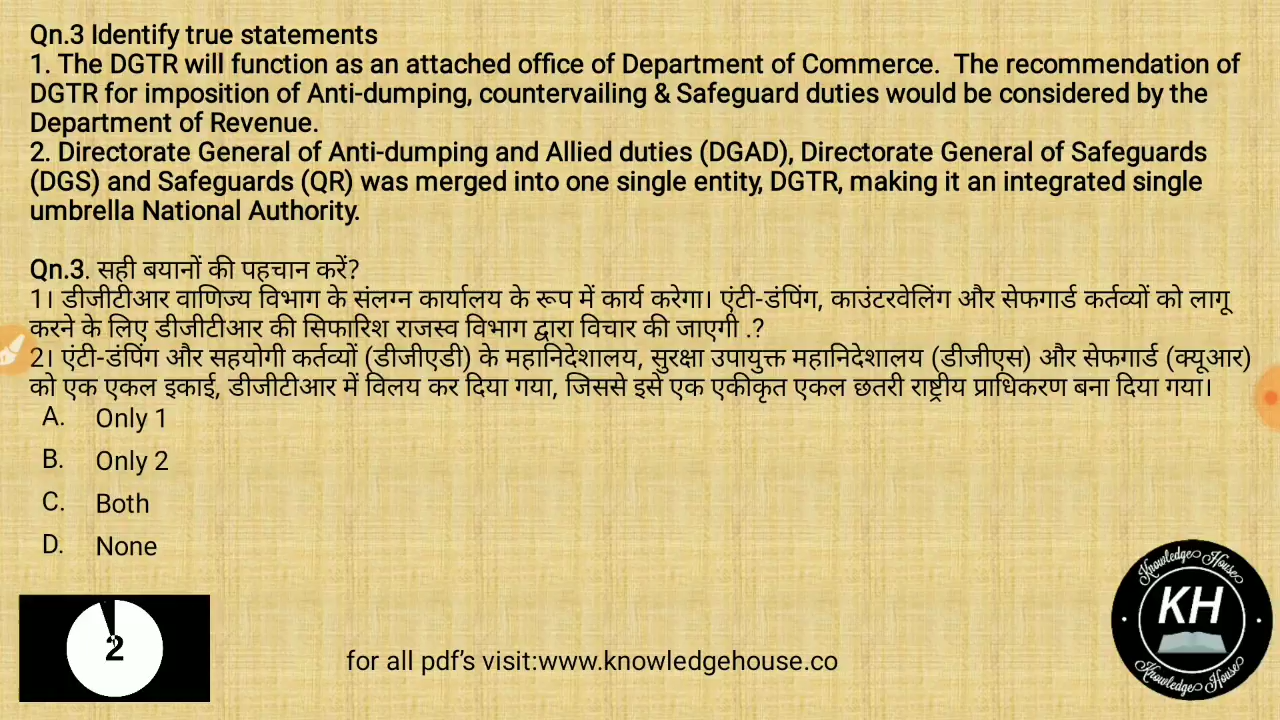 Qn.3 Identify true statements
1. The DGTR will function as an attached office of Department of Commerce.  The recommendation of
DGTR for imposition of Anti-dumping, countervailing & Safeguard duties would be considered by the
Department of Revenue.
2. Directorate General of Anti-dumping and Allied duties (DGAD), Directorate General of Safeguards
(DGS) and Safeguards (QR) was merged into one single entity, DGTR, making it an integrated single
umbrella National Authority.
Qn.3. सही बयानों की पहचान करें?
1। डीजीटीआर वाणिज्य विभाग के संलग्न कार्यालय के रूप में कार्य करेगा। एंटी-डंपिंग, काउंटरवेलिंग और सेफगार्ड कर्तव्यों को लागू
करने के लिए डीजीटीआर की सिफारिश राजस्व विभाग द्वारा विचार की जाएगी .?
2। एंटी-डंपिंग और सहयोगी कर्तव्यों (डीजीएडी) के महानिदेशालय, सुरक्षा उपायुक्त महानिदेशालय (डीजीएस) और सेफगार्ड (क्यूआर)
को एक एकल इकाई, डीजीटीआर में विलय कर दिया गया, जिससे इसे एक एकीकृत एकल छतरी राष्ट्रीय प्राधिकरण बना दिया गया।
A. Only 1
B. Only 2
C. Both
D. None
2
for all pdf's visit:www.knowledgehouse.co
Knowledge House
KH
Knowledge House